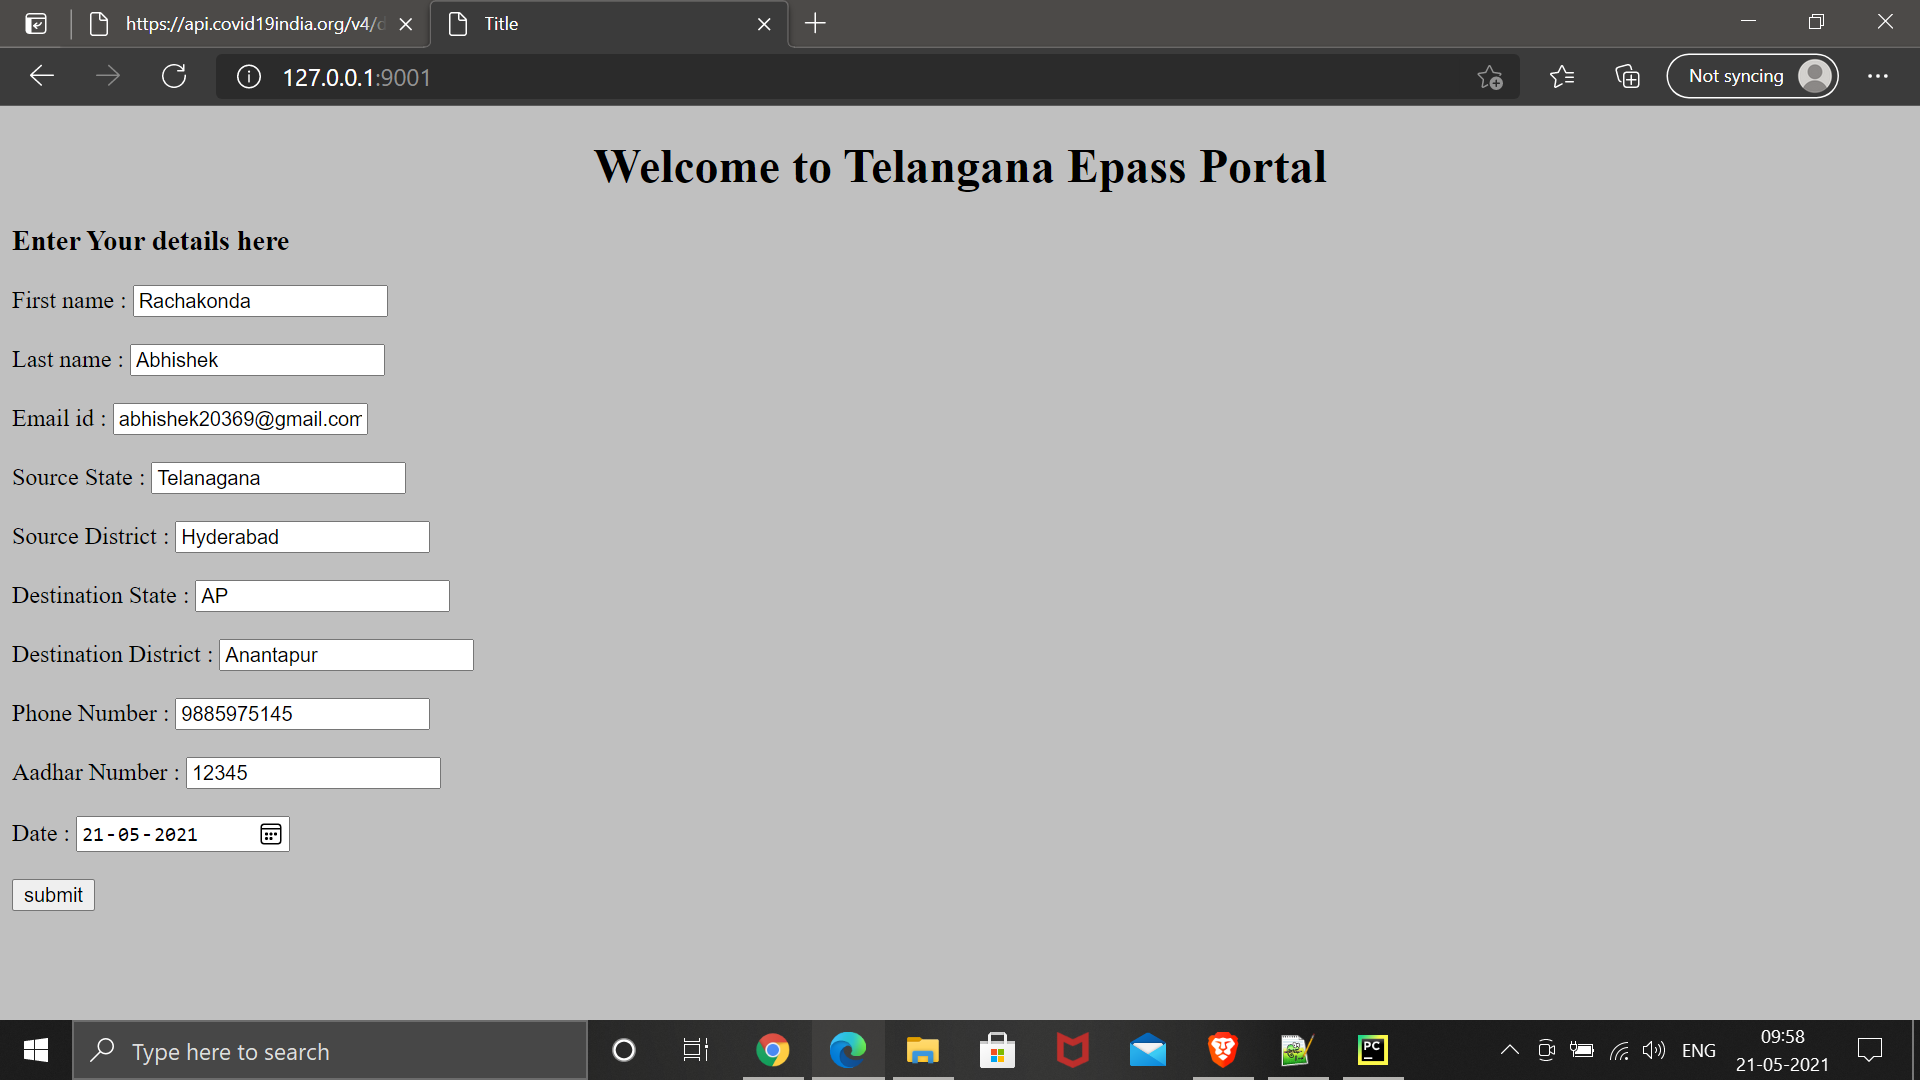 https://api.covid19india.org/v4/d
Title
127.0.0.1:9001
Not syncing
Welcome to Telangana Epass Portal
Enter Your details here
First name : Rachakonda
Last name : Abhishek
Email id : abhishek20369@gmail.com
Source State : Telanagana
Source District : Hyderabad
Destination State : AP
Destination District : Anantapur
Phone Number : 9885975145
Aadhar Number : 12345
Date : 21-05-2021
submit
Type here to search
PC
ENG
09:58
21-05-2021